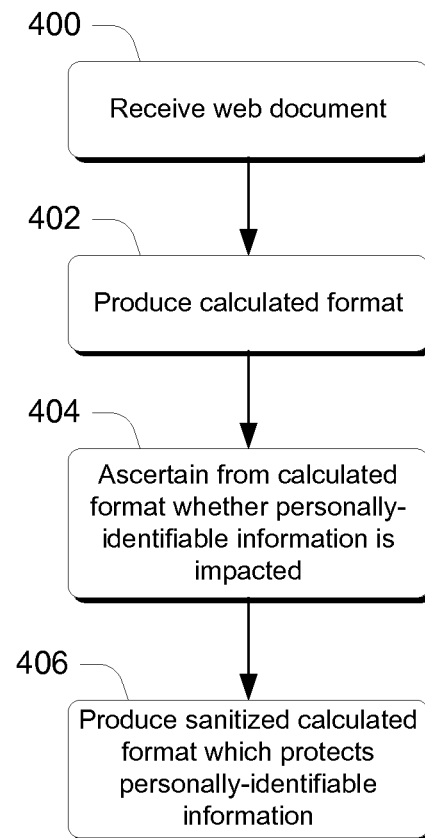 400
Receive web document
402
Produce calculated format
404
Ascertain from calculated
format whether personally-
identifiable information is
impacted
406
Produce sanitized calculated
format which protects
personally-identifiable
information